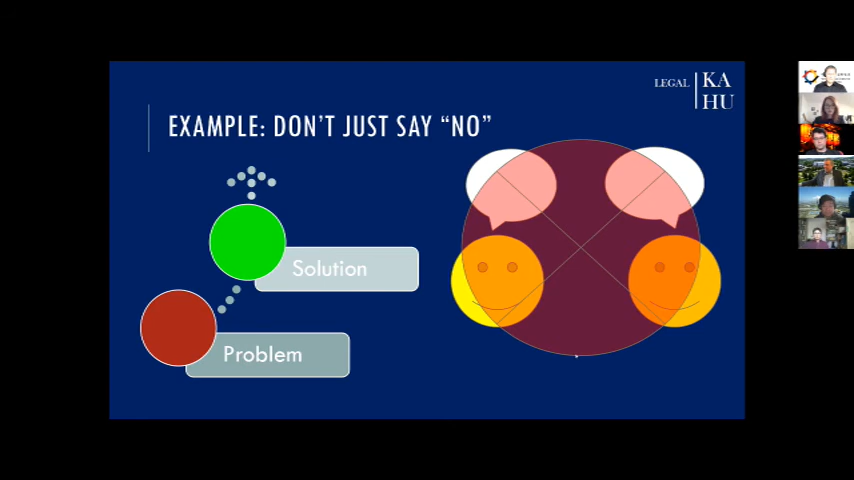 LEGAL KA
HU
EXAMPLE: DON'T JUST SAY “NO”
Solution
Problem